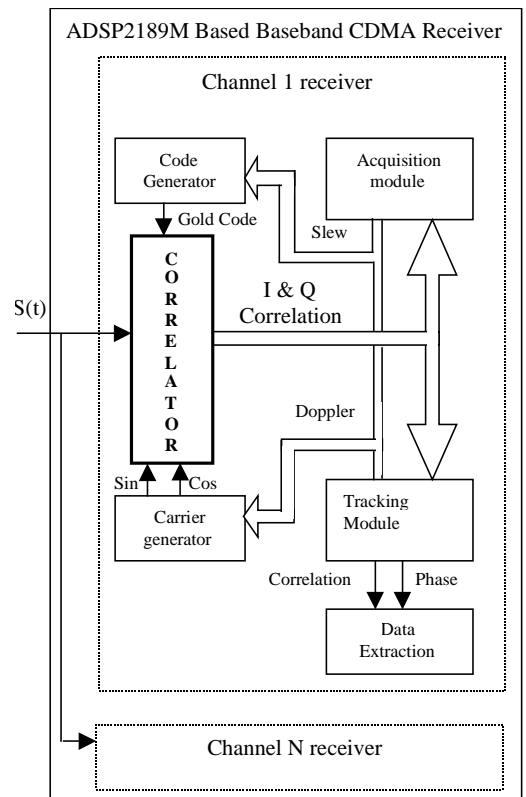 ADSP2189M Based Baseband CDMA Receiver
Channel 1 receiver
Code
Generator
Acquisition
module
Gold Code
Slew
CORRELATOR
S(t)
I & Q
Correlation
Doppler
Sin
Cos
Carrier
generator
Tracking
Module
Correlation
Phase
Data
Extraction
Channel N receiver